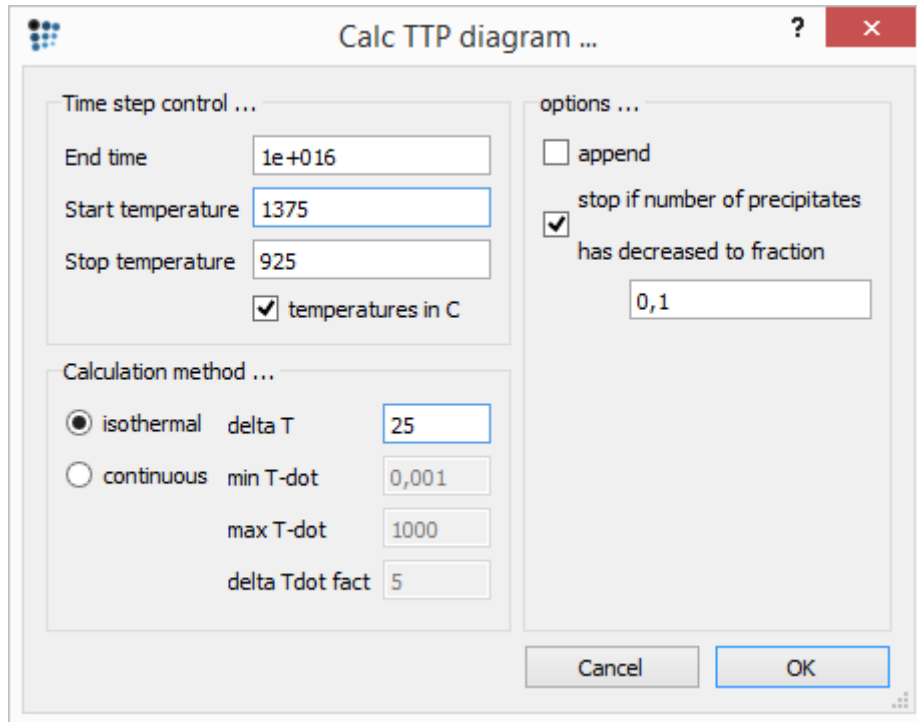 Calc TTP diagram ...
?
×
Time step control ...
End time 1e+016
Start temperature 1375
Stop temperature 925
temperatures in C
Calculation method ...
isothermal delta T 25
continuous min T-dot 0,001
max T-dot 1000
delta Tdot fact 5
options ...
append
stop if number of precipitates
has decreased to fraction
0,1
Cancel OK